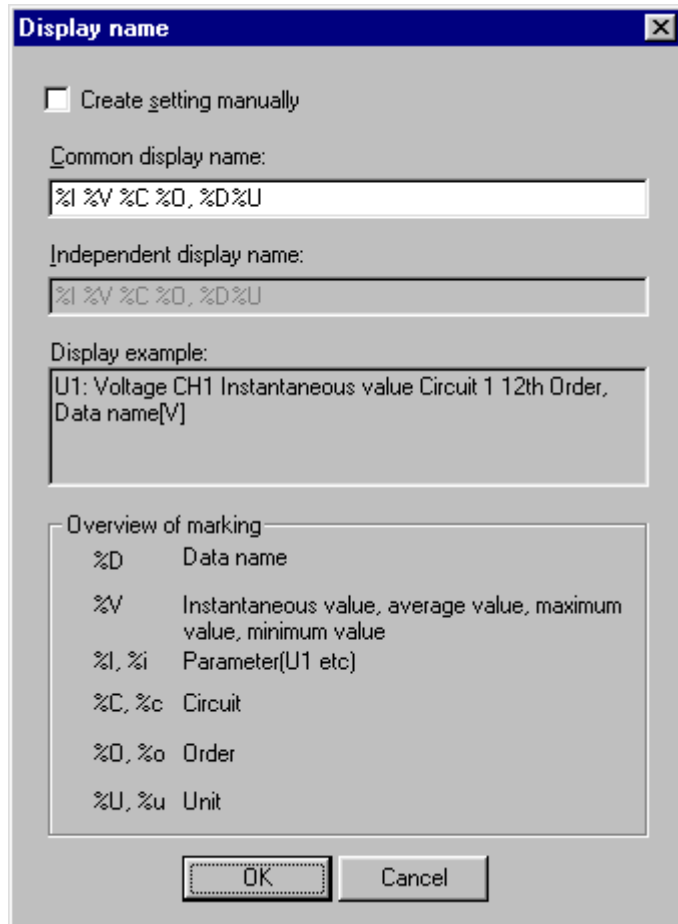 Display name
Create setting manually
Common display name:
%I %V %C %O, %D%U
Independent display name:
%I %V %C %O, %D%U
Display example:
U1: Voltage CH1 Instantaneous value Circuit 1 12th Order,
Data name[V]
Overview of marking
%D Data name
%V Instantaneous value, average value, maximum
value, minimum value
%I, %i Parameter(U1 etc)
%C, %c Circuit
%O, %o Order
%U, %u Unit
OK Cancel